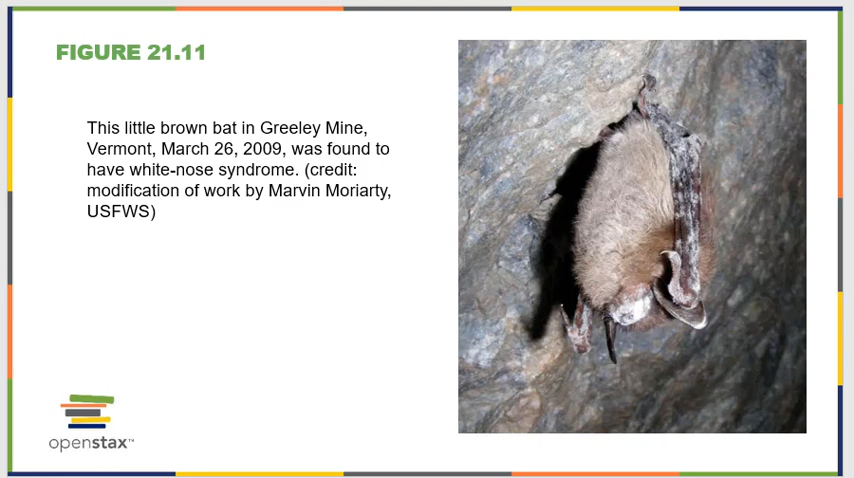 FIGURE 21.11
This little brown bat in Greeley Mine,
Vermont, March 26, 2009, was found to
have white-nose syndrome. (credit:
modification of work by Marvin Moriarty,
USFWS)
openstax™